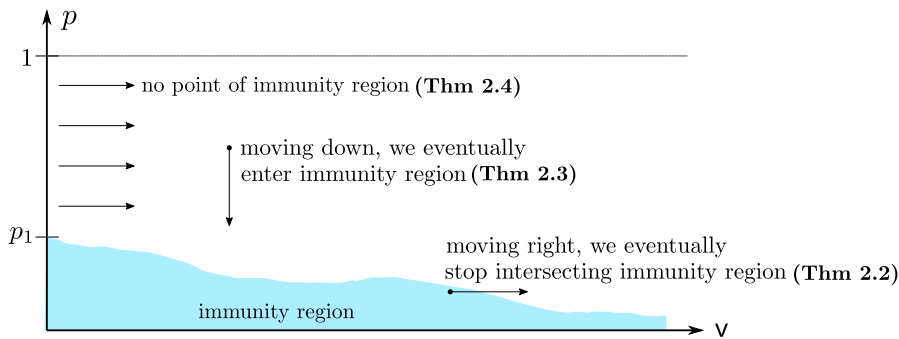 p
1
no point of immunity region (Thm 2.4)
moving down, we eventually
enter immunity region (Thm 2.3)
p1
moving right, we eventually
stop intersecting immunity region (Thm 2.2)
immunity region
v